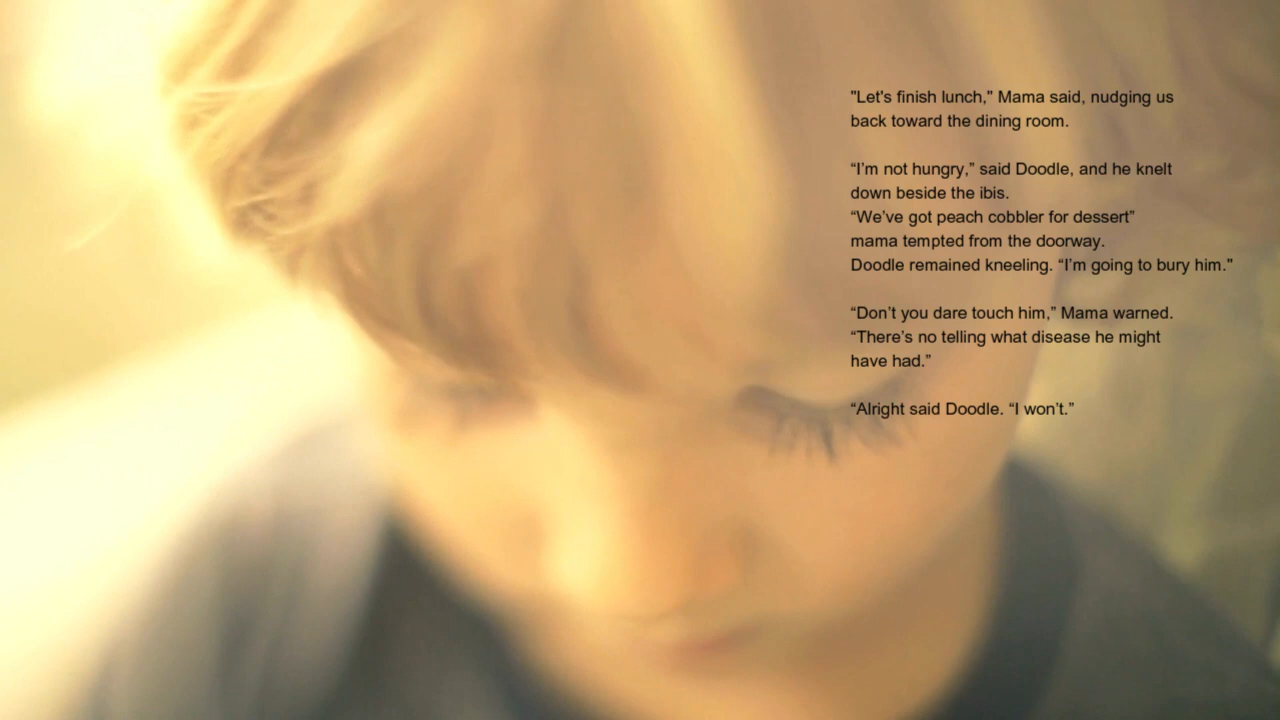 "Let's finish lunch," Mama said, nudging us
back toward the dining room.
“I’m not hungry,” said Doodle, and he knelt
down beside the ibis.
“We’ve got peach cobbler for dessert”
mama tempted from the doorway.
Doodle remained kneeling. “I’m going to bury him."
“Don’t you dare touch him,” Mama warned.
“There’s no telling what disease he might
have had.”
“Alright said Doodle. “I won’t.”